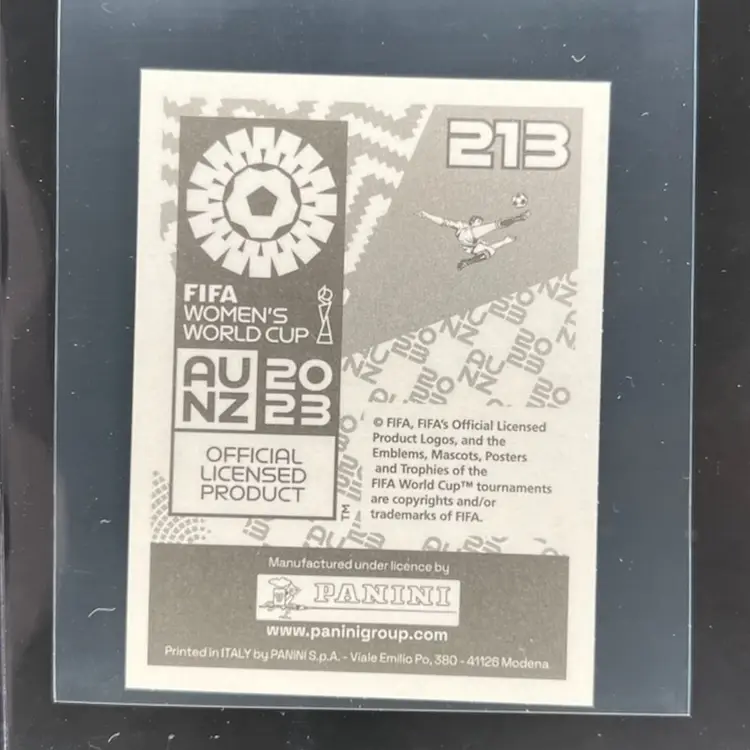 213
FIFA
WOMEN'S
WORLD CUP
AU 20
NZ 23
OFFICIAL
LICENSED
PRODUCT
TM
© FIFA, FIFA's Official Licensed
Product Logos, and the
Emblems, Mascots, Posters
and Trophies of the
FIFA World Cup™ tournaments
are copyrights and/or
trademarks of FIFA.
Manufactured under licence by
PANINI
www.paninigroup.com
Printed in ITALY by PANINI S.p.A. - Viale Emilio Po, 380 - 41126 Modena